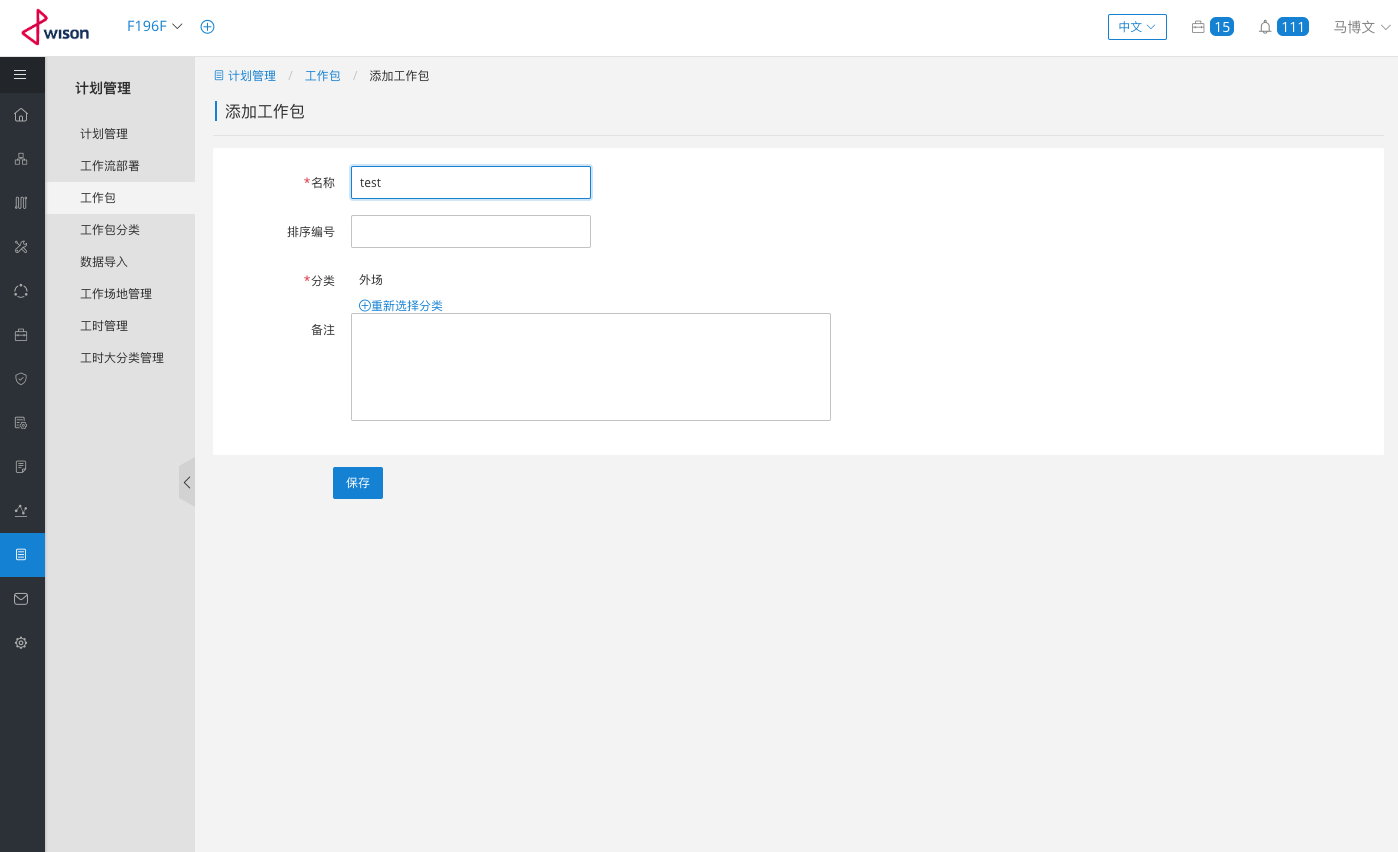 wison
F196F
中文
15
111
马博文
计划管理
计划管理
工作流部署
工作包
工作包分类
数据导入
工作场地管理
工时管理
工时大分类管理
计划管理 / 工作包 / 添加工作包
添加工作包
*名称 test
排序编号
*分类 外场
重新选择分类
备注
保存